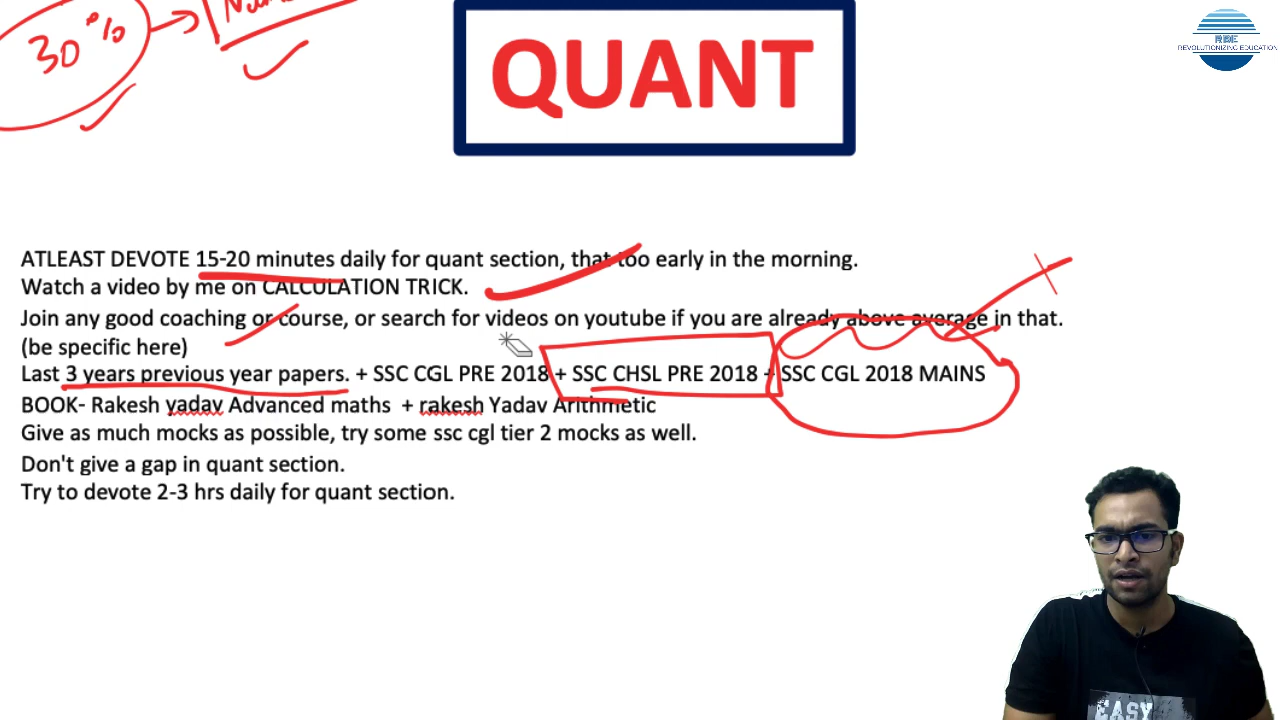 30 %
QUANT
RBE
REVOLUTIONIZING EDUCATION
ATLEAST DEVOTE 15-20 minutes daily for quant section, that too early in the morning.
Watch a video by me on CALCULATION TRICK.
Join any good coaching or course, or search for videos on youtube if you are already above average in that.
(be specific here)
Last 3 years previous year papers. + SSC CGL PRE 2018 + SSC CHSL PRE 2018 + SSC CGL 2018 MAINS
BOOK- Rakesh yadav Advanced maths + rakesh Yadav Arithmetic
Give as much mocks as possible, try some ssc cgl tier 2 mocks as well.
Don't give a gap in quant section.
Try to devote 2-3 hrs daily for quant section.
EASY